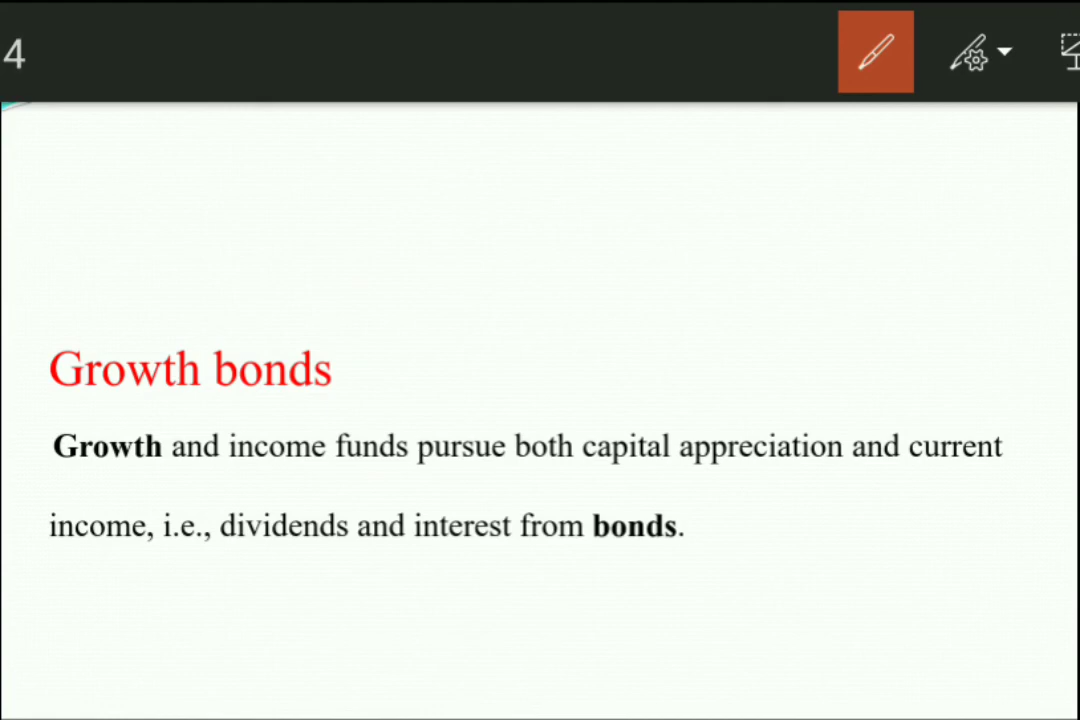 4
Growth bonds
Growth and income funds pursue both capital appreciation and current
income, i.e., dividends and interest from bonds.